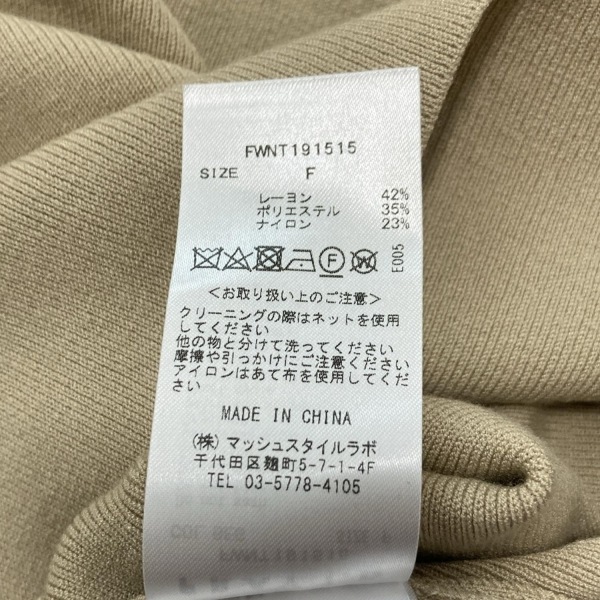 FWNT191515
SIZE F
レーヨン 42%
ポリエステル 35%
ナイロン 23%
F W E005
<お取り扱い上のご注意>
クリーニングの際はネットを使用
してください
他の物と分けて洗ってください
摩擦や引っかけにご注意ください
アイロンはあて布を使用してくだ
さい
MADE IN CHINA
(株)マッシュスタイルラボ
千代田区麹町5-7-1-4F
TEL 03-5778-4105